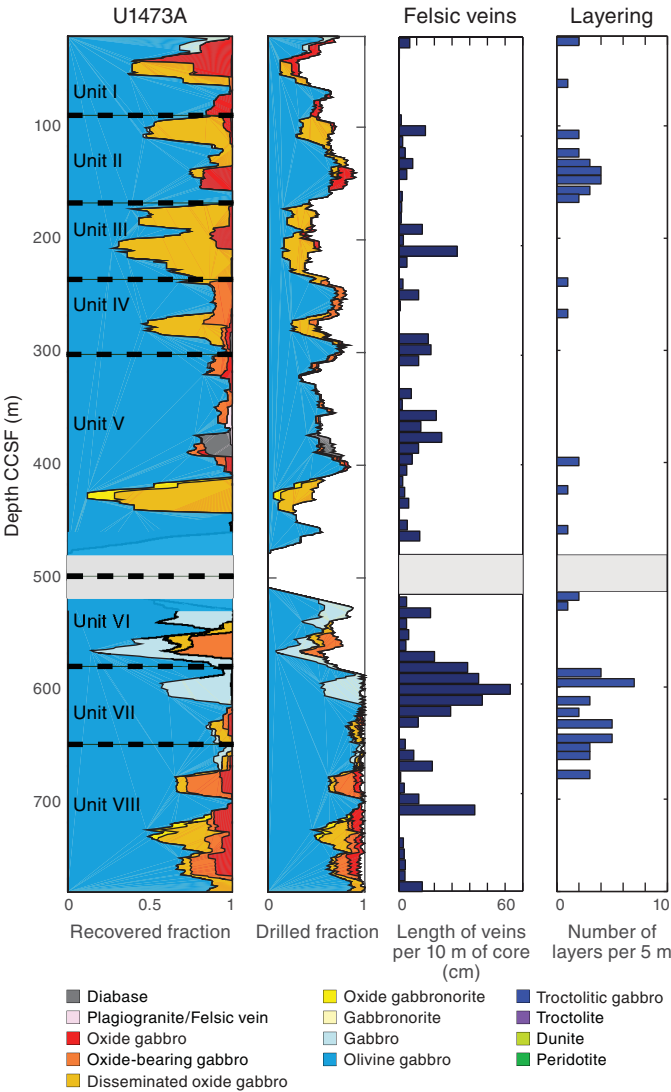 U1473A
Felsic veins
Layering
Unit I
100
Unit II
200
Unit III
Unit IV
300
Unit V
Depth CCSF (m)
400
500
Unit VI
600
Unit VII
700
Unit VIII
0 0.5 1
0 1
0 60
0 10
Recovered fraction
Drilled fraction
Length of veins
per 10 m of core
(cm)
Number of
layers per 5 m
Diabase
Plagiogranite/Felsic vein
Oxide gabbro
Oxide-bearing gabbro
Disseminated oxide gabbro
Oxide gabbronorite
Gabbronorite
Gabbro
Olivine gabbro
Troctolitic gabbro
Troctolite
Dunite
Peridotite